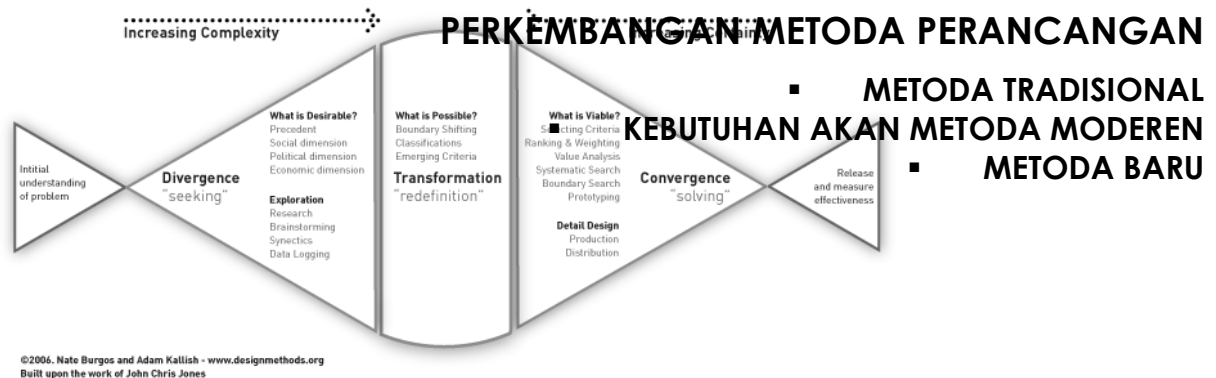 PERKEMBANGAN METODA PERANCANGAN
▪ METODA TRADISIONAL
▪ KEBUTUHAN AKAN METODA MODEREN
▪ METODA BARU
Increasing Complexity
Increasing Certainty
Intitial
understanding
of problem
Divergence
"seeking"
What is Desirable?
Precedent
Social dimension
Political dimension
Economic dimension
Exploration
Research
Brainstorming
Synectics
Data Logging
What is Possible?
Boundary Shifting
Classifications
Emerging Criteria
Transformation
"redefinition"
What is Viable?
Selecting Criteria
Ranking & Weighting
Value Analysis
Systematic Search
Boundary Search
Prototyping
Detail Design
Production
Distribution
Convergence
"solving"
Release
and measure
effectiveness
©2006. Nate Burgos and Adam Kallish - www.designmethods.org
Built upon the work of John Chris Jones